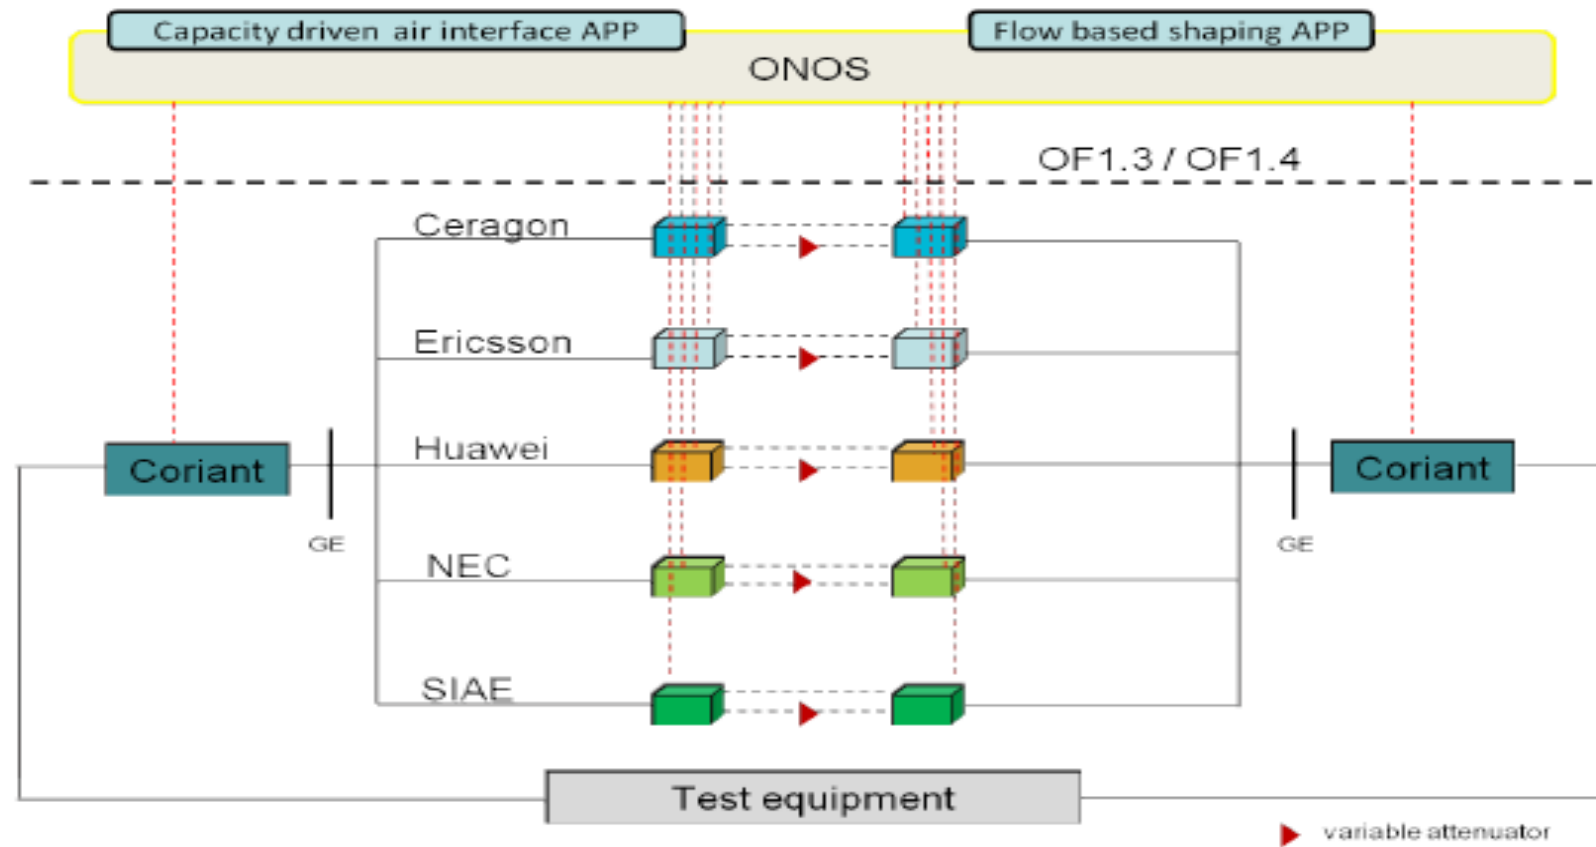 Capacity driven air interface APP
Flow based shaping APP
ONOS
OF1.3 / OF1.4
Ceragon
Ericsson
Huawei
Coriant
Coriant
GE
GE
NEC
SIAE
Test equipment
variable attenuator